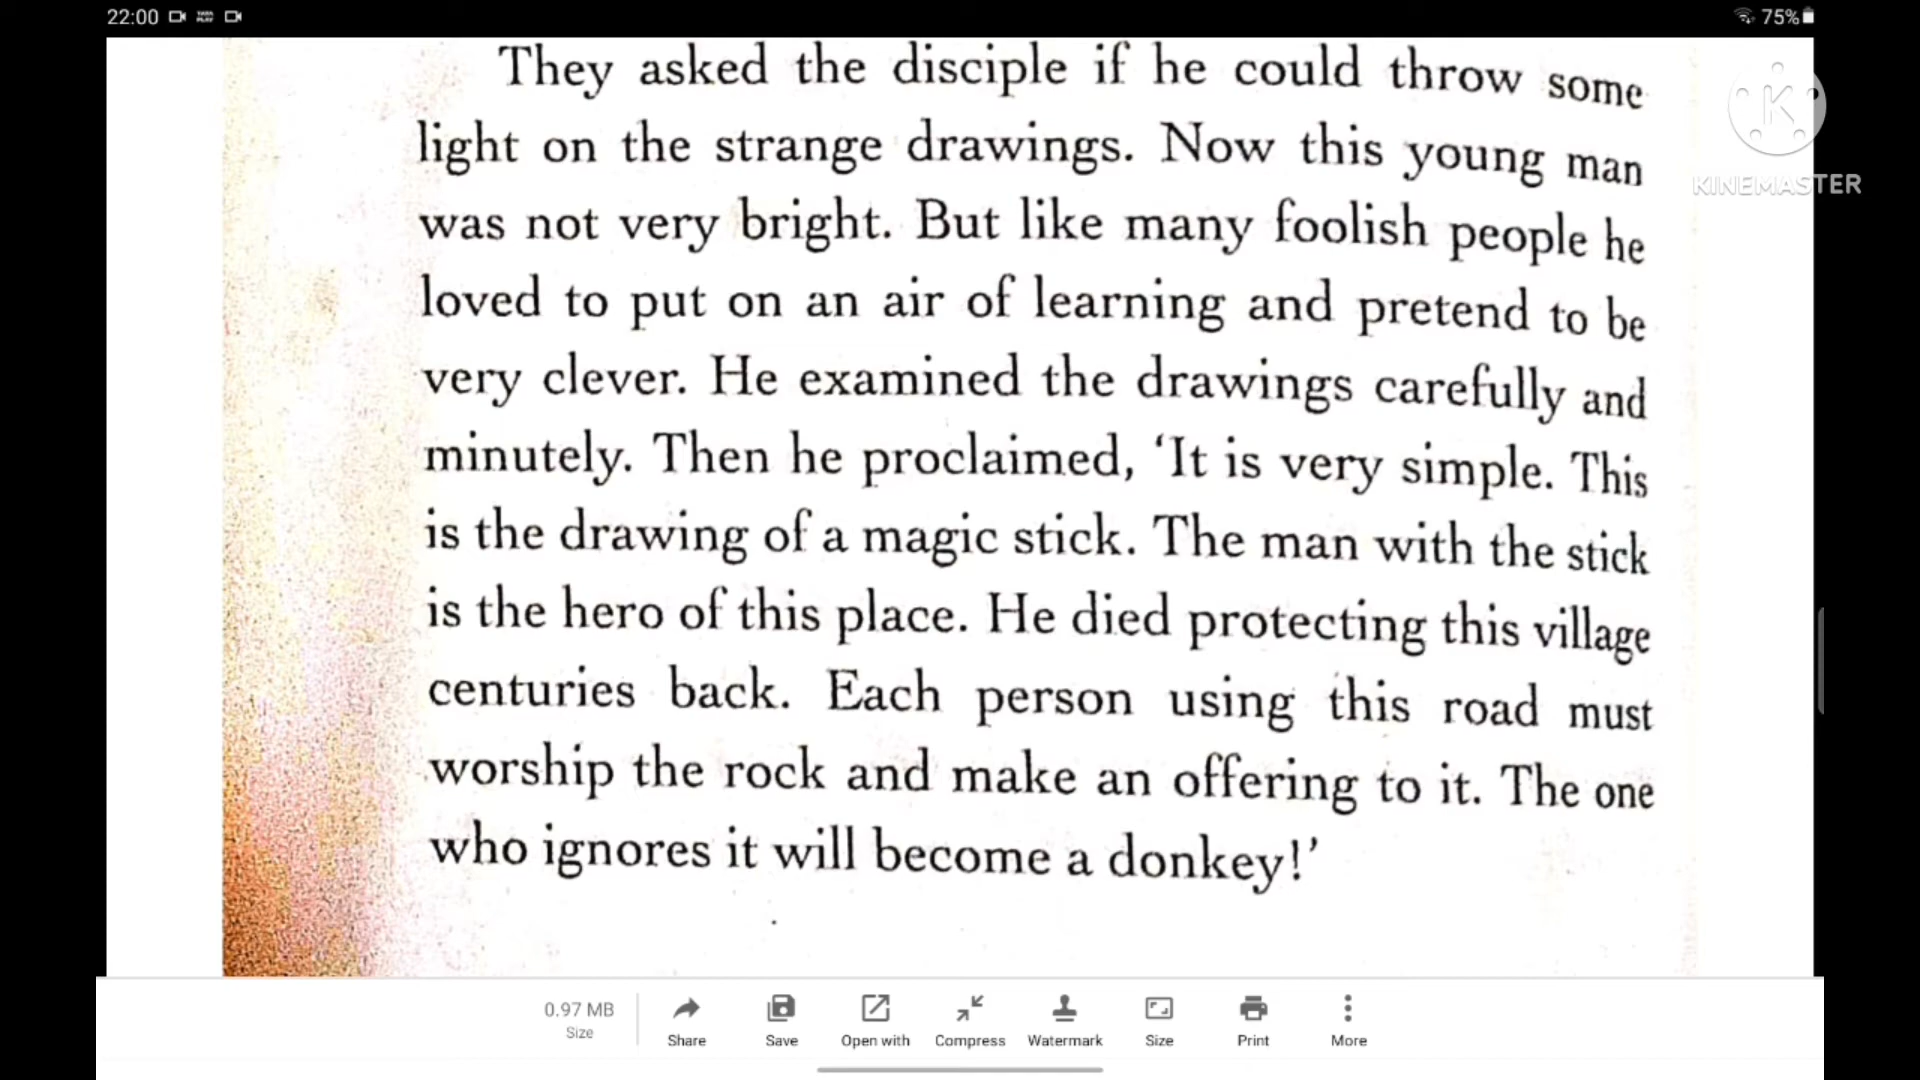 22:00 75%
They asked the disciple if he could throw some
light on the strange drawings. Now this young man
was not very bright. But like many foolish people he
loved to put on an air of learning and pretend to be
very clever. He examined the drawings carefully and
minutely. Then he proclaimed, ‘It is very simple. This
is the drawing of a magic stick. The man with the stick
is the hero of this place. He died protecting this village
centuries back. Each person using this road must
worship the rock and make an offering to it. The one
who ignores it will become a donkey!’
K
KINEMASTER
0.97 MB
Size
Share Save Open with Compress Watermark Size Print More